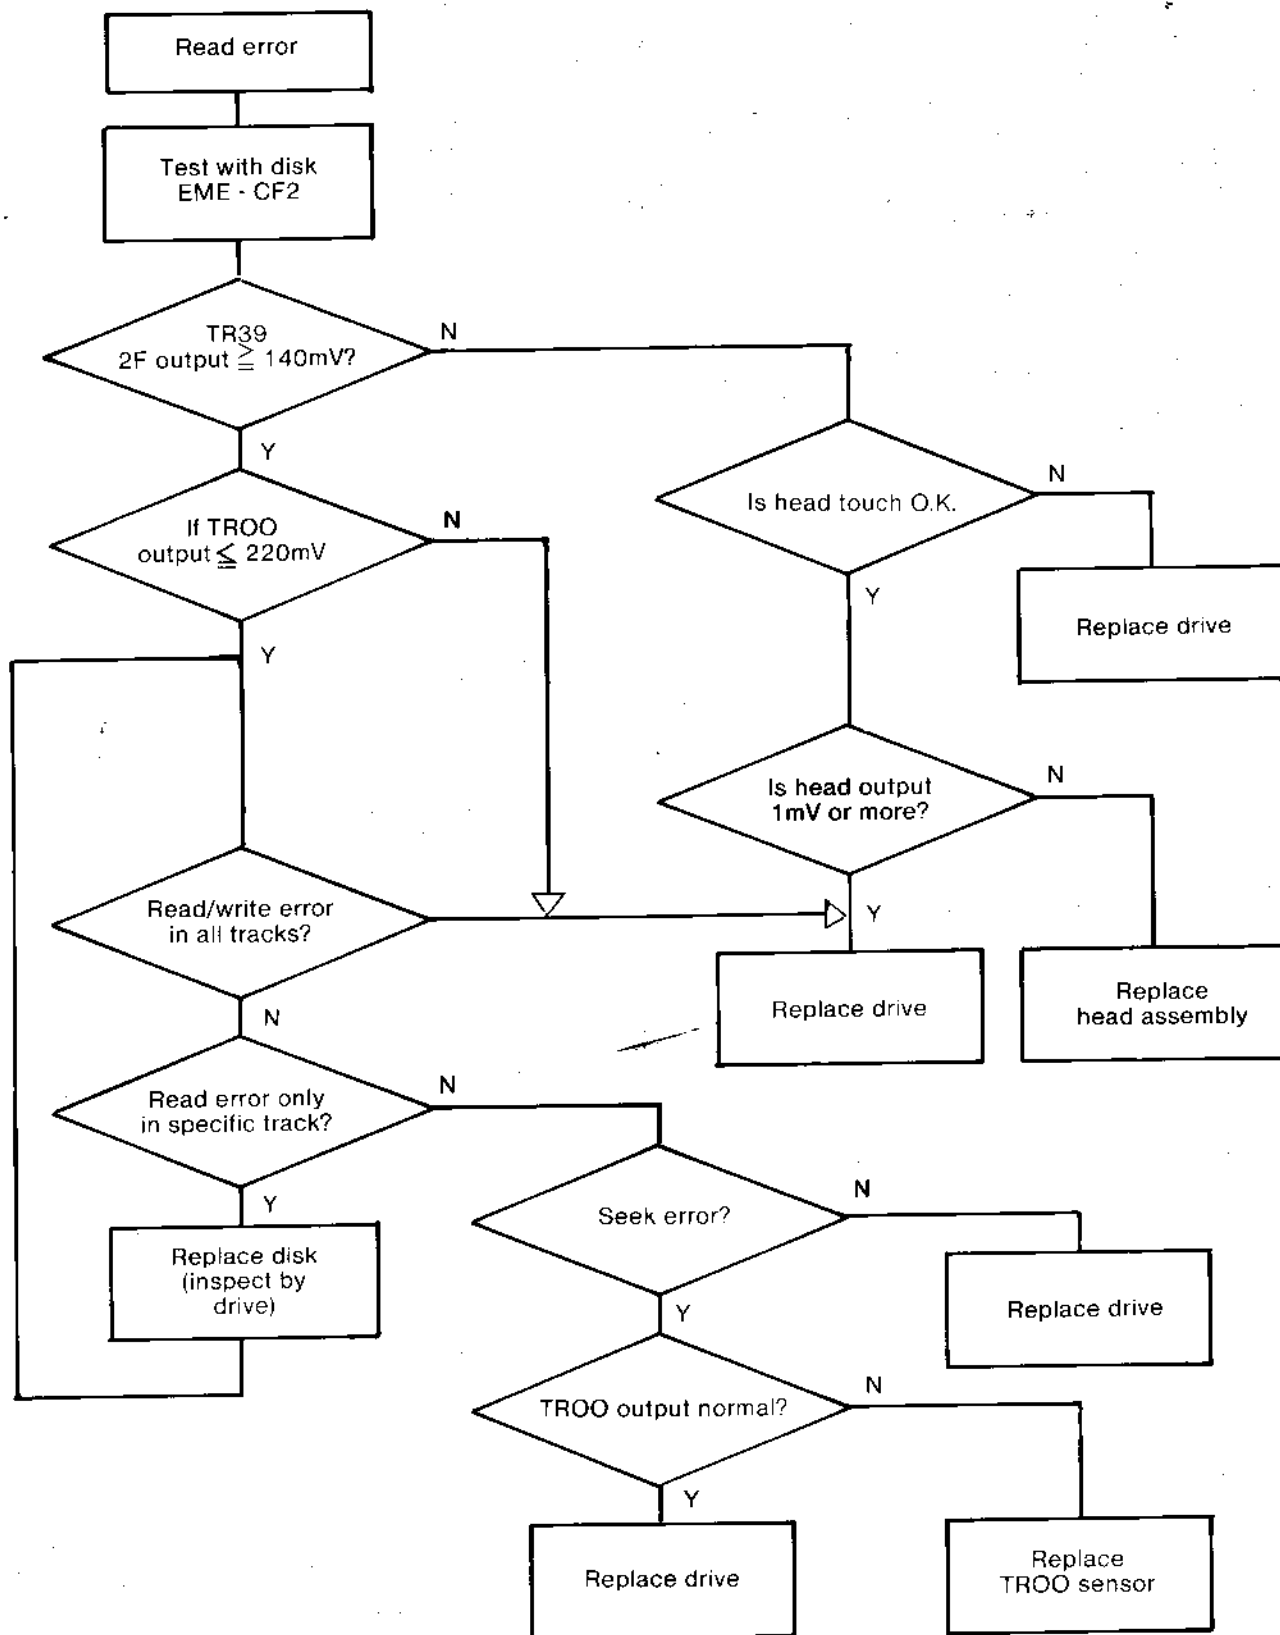 Read error
Test with disk
EME - CF2
TR39
2F output ≧ 140mV?
N
Y
If TROO
output ≦ 220mV
N
Y
Is head touch O.K.
N
Y
Replace drive
Is head output
1mV or more?
N
Y
Read/write error
in all tracks?
N
Replace drive
Replace
head assembly
Read error only
in specific track?
N
Y
Replace disk
(inspect by
drive)
Seek error?
N
Y
Replace drive
TROO output normal?
N
Y
Replace drive
Replace
TROO sensor